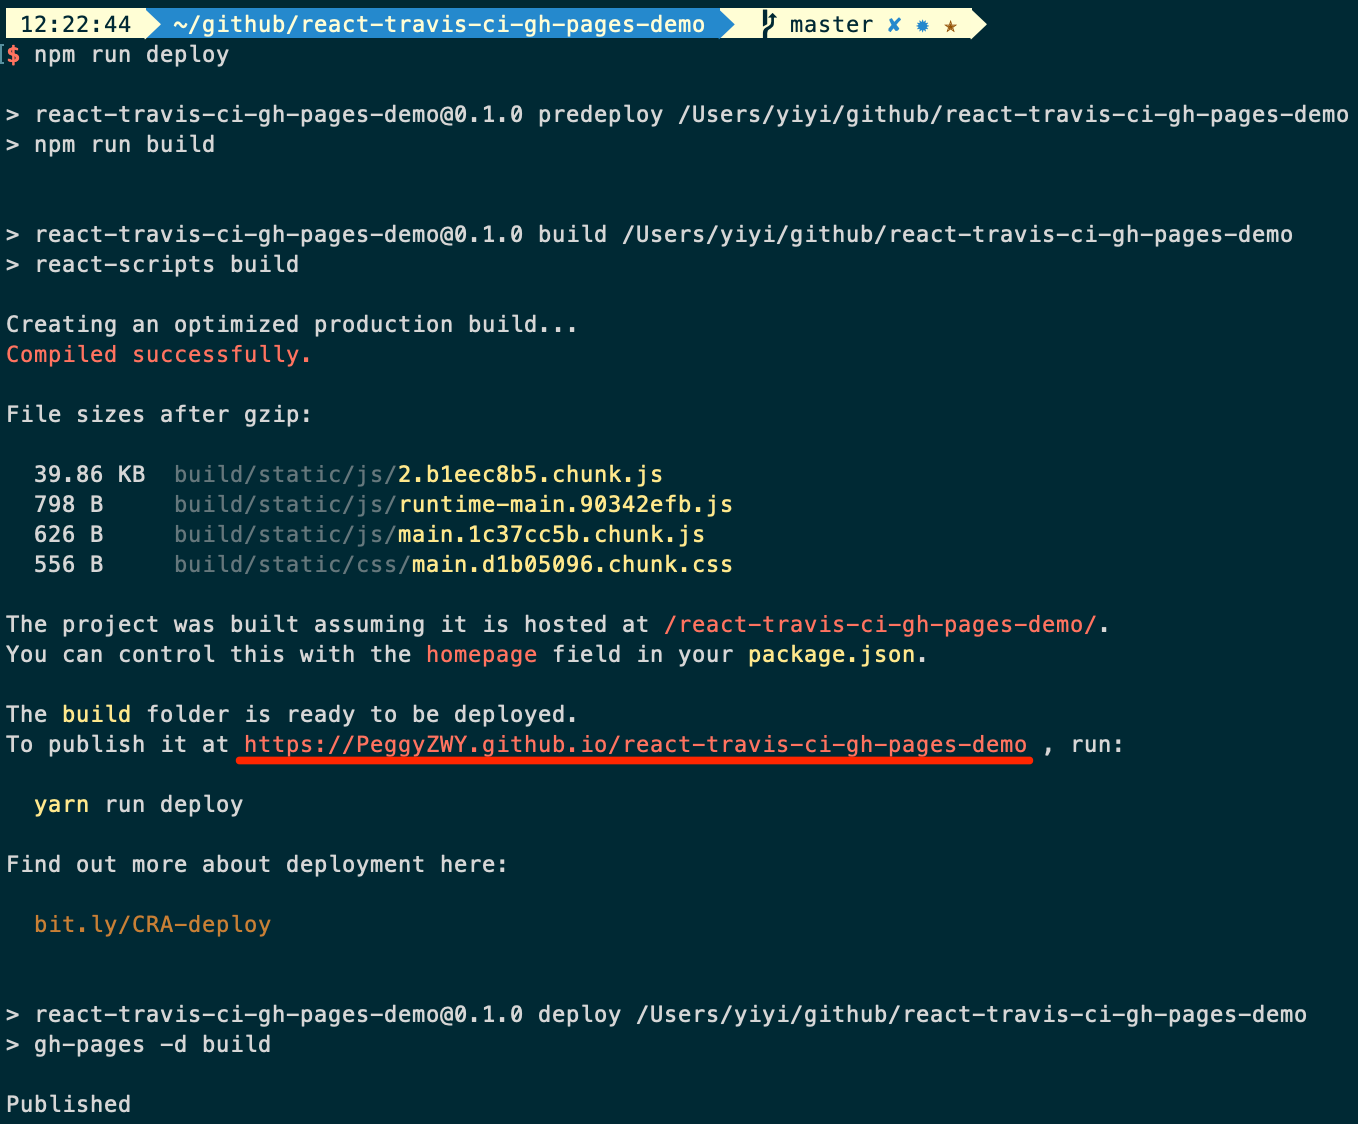 12:22:44 ~/github/react-travis-ci-gh-pages-demo master ✘ ✹ ★
$ npm run deploy
> react-travis-ci-gh-pages-demo@0.1.0 predeploy /Users/yiyi/github/react-travis-ci-gh-pages-demo
> npm run build
> react-travis-ci-gh-pages-demo@0.1.0 build /Users/yiyi/github/react-travis-ci-gh-pages-demo
> react-scripts build
Creating an optimized production build...
Compiled successfully.
File sizes after gzip:
39.86 KB build/static/js/2.b1eec8b5.chunk.js
798 B build/static/js/runtime-main.90342efb.js
626 B build/static/js/main.1c37cc5b.chunk.js
556 B build/static/css/main.d1b05096.chunk.css
The project was built assuming it is hosted at /react-travis-ci-gh-pages-demo/.
You can control this with the homepage field in your package.json.
The build folder is ready to be deployed.
To publish it at https://PeggyZWY.github.io/react-travis-ci-gh-pages-demo , run:
yarn run deploy
Find out more about deployment here:
bit.ly/CRA-deploy
> react-travis-ci-gh-pages-demo@0.1.0 deploy /Users/yiyi/github/react-travis-ci-gh-pages-demo
> gh-pages -d build
Published